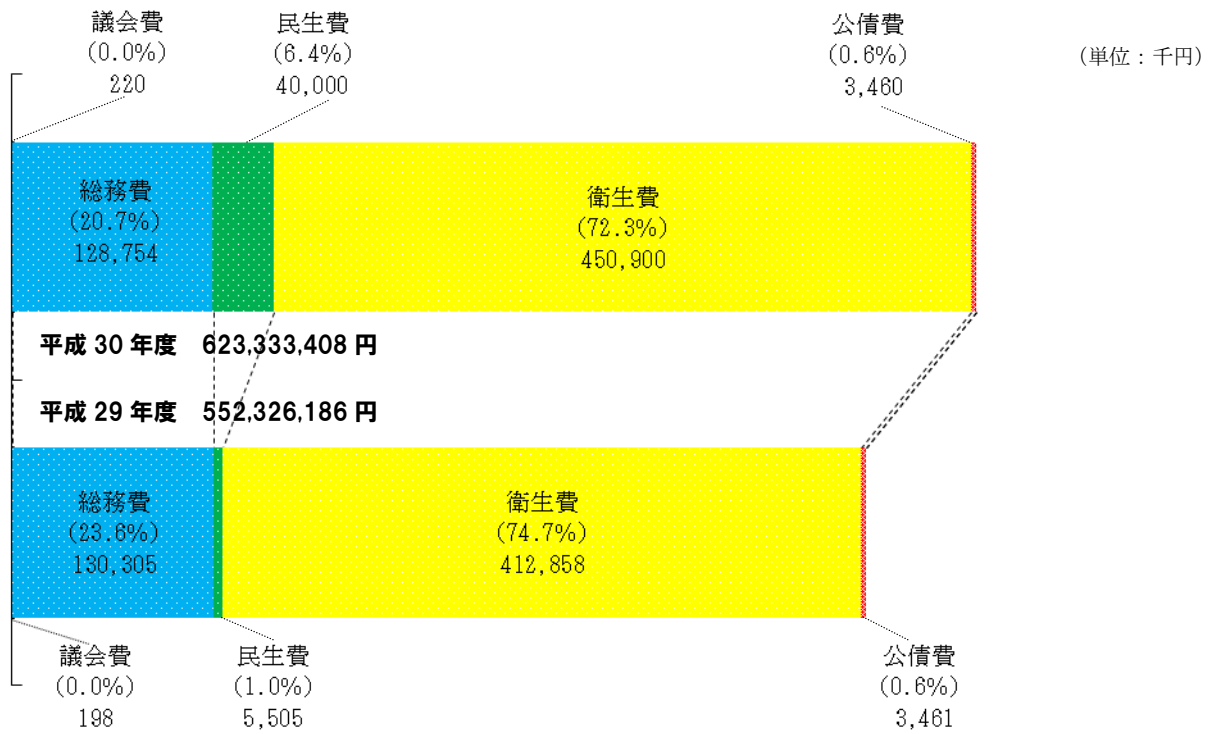 議会費
(0.0%)
220
民生費
(6.4%)
40,000
公債費
(0.6%)
3,460
(単位：千円)
総務費
(20.7%)
128,754
衛生費
(72.3%)
450,900
平成 30 年度　623,333,408 円
平成 29 年度　552,326,186 円
総務費
(23.6%)
130,305
衛生費
(74.7%)
412,858
議会費
(0.0%)
198
民生費
(1.0%)
5,505
公債費
(0.6%)
3,461